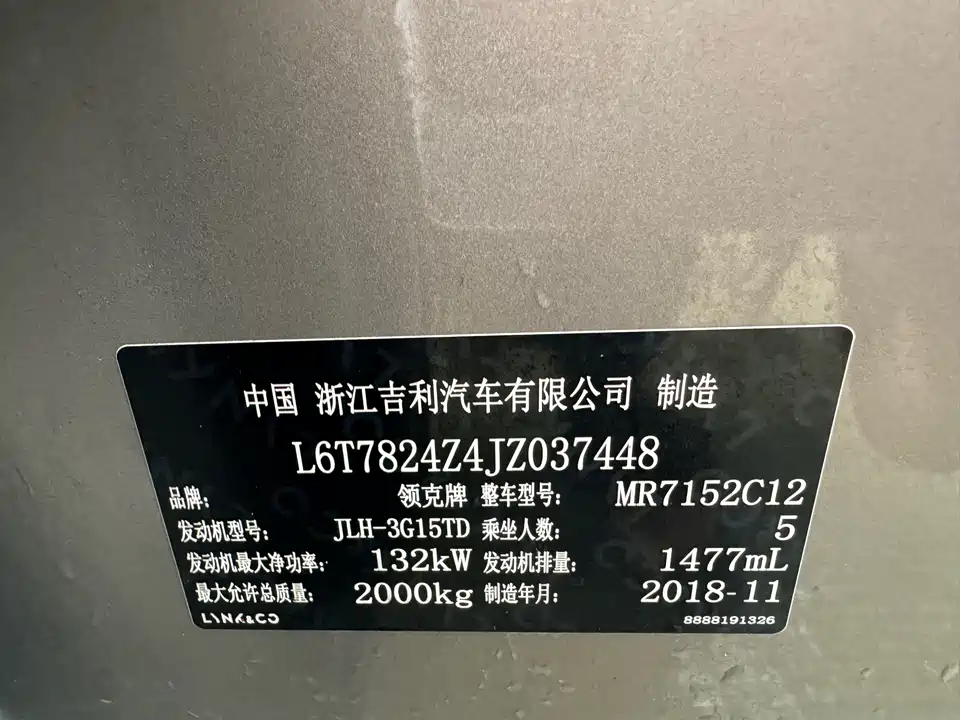 中国 浙江吉利汽车有限公司 制造
L6T7824Z4JZ037448
品牌: 领克牌 整车型号: MR7152C12
发动机型号: JLH-3G15TD 乘坐人数: 5
发动机最大净功率: 132kW 发动机排量: 1477mL
最大允许总质量: 2000kg 制造年月: 2018-11
LYNK&CO 8888191326